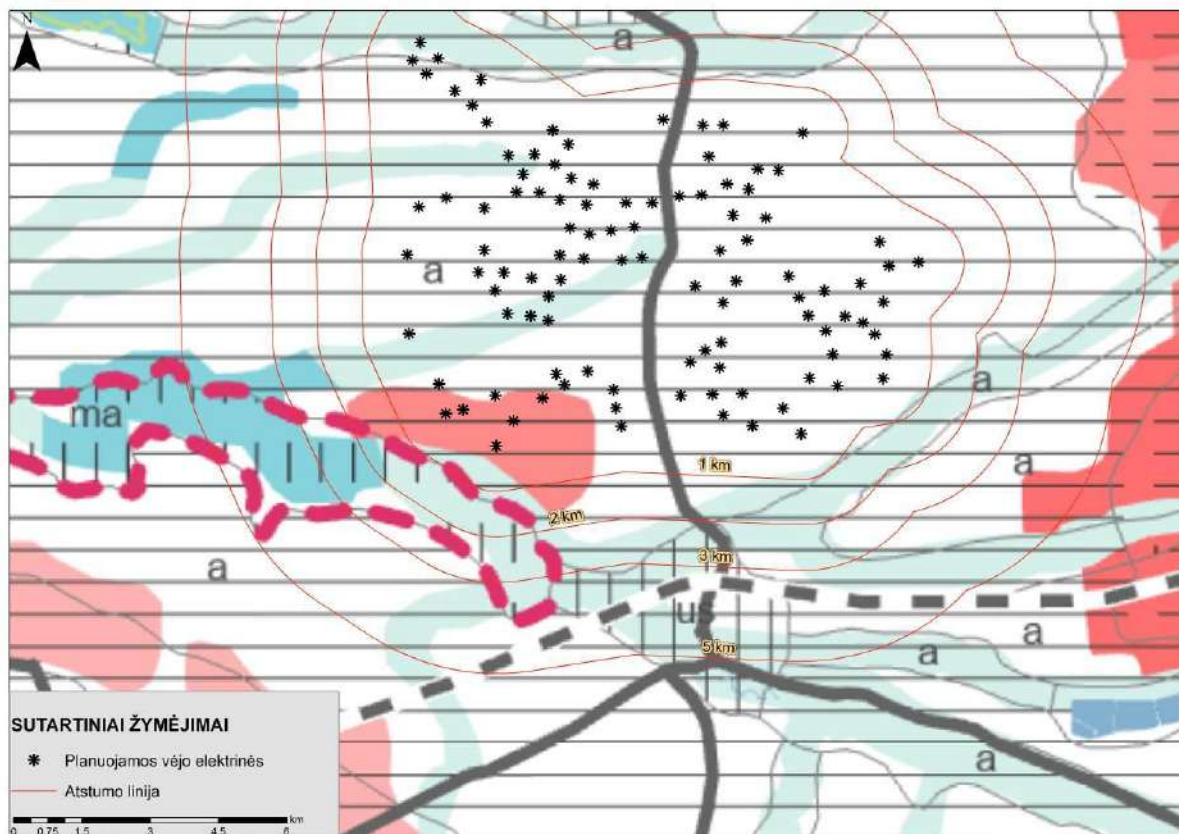 N
a
a
ma
a
a
1 km
a
2 km
3 km
a
us
a
5 km
a
a
SUTARTINIAI ŽYMĖJIMAI
Planuojamos vėjo elektrinės
Atstumo linija
km
0 0.75 1.5 3 4.5 6